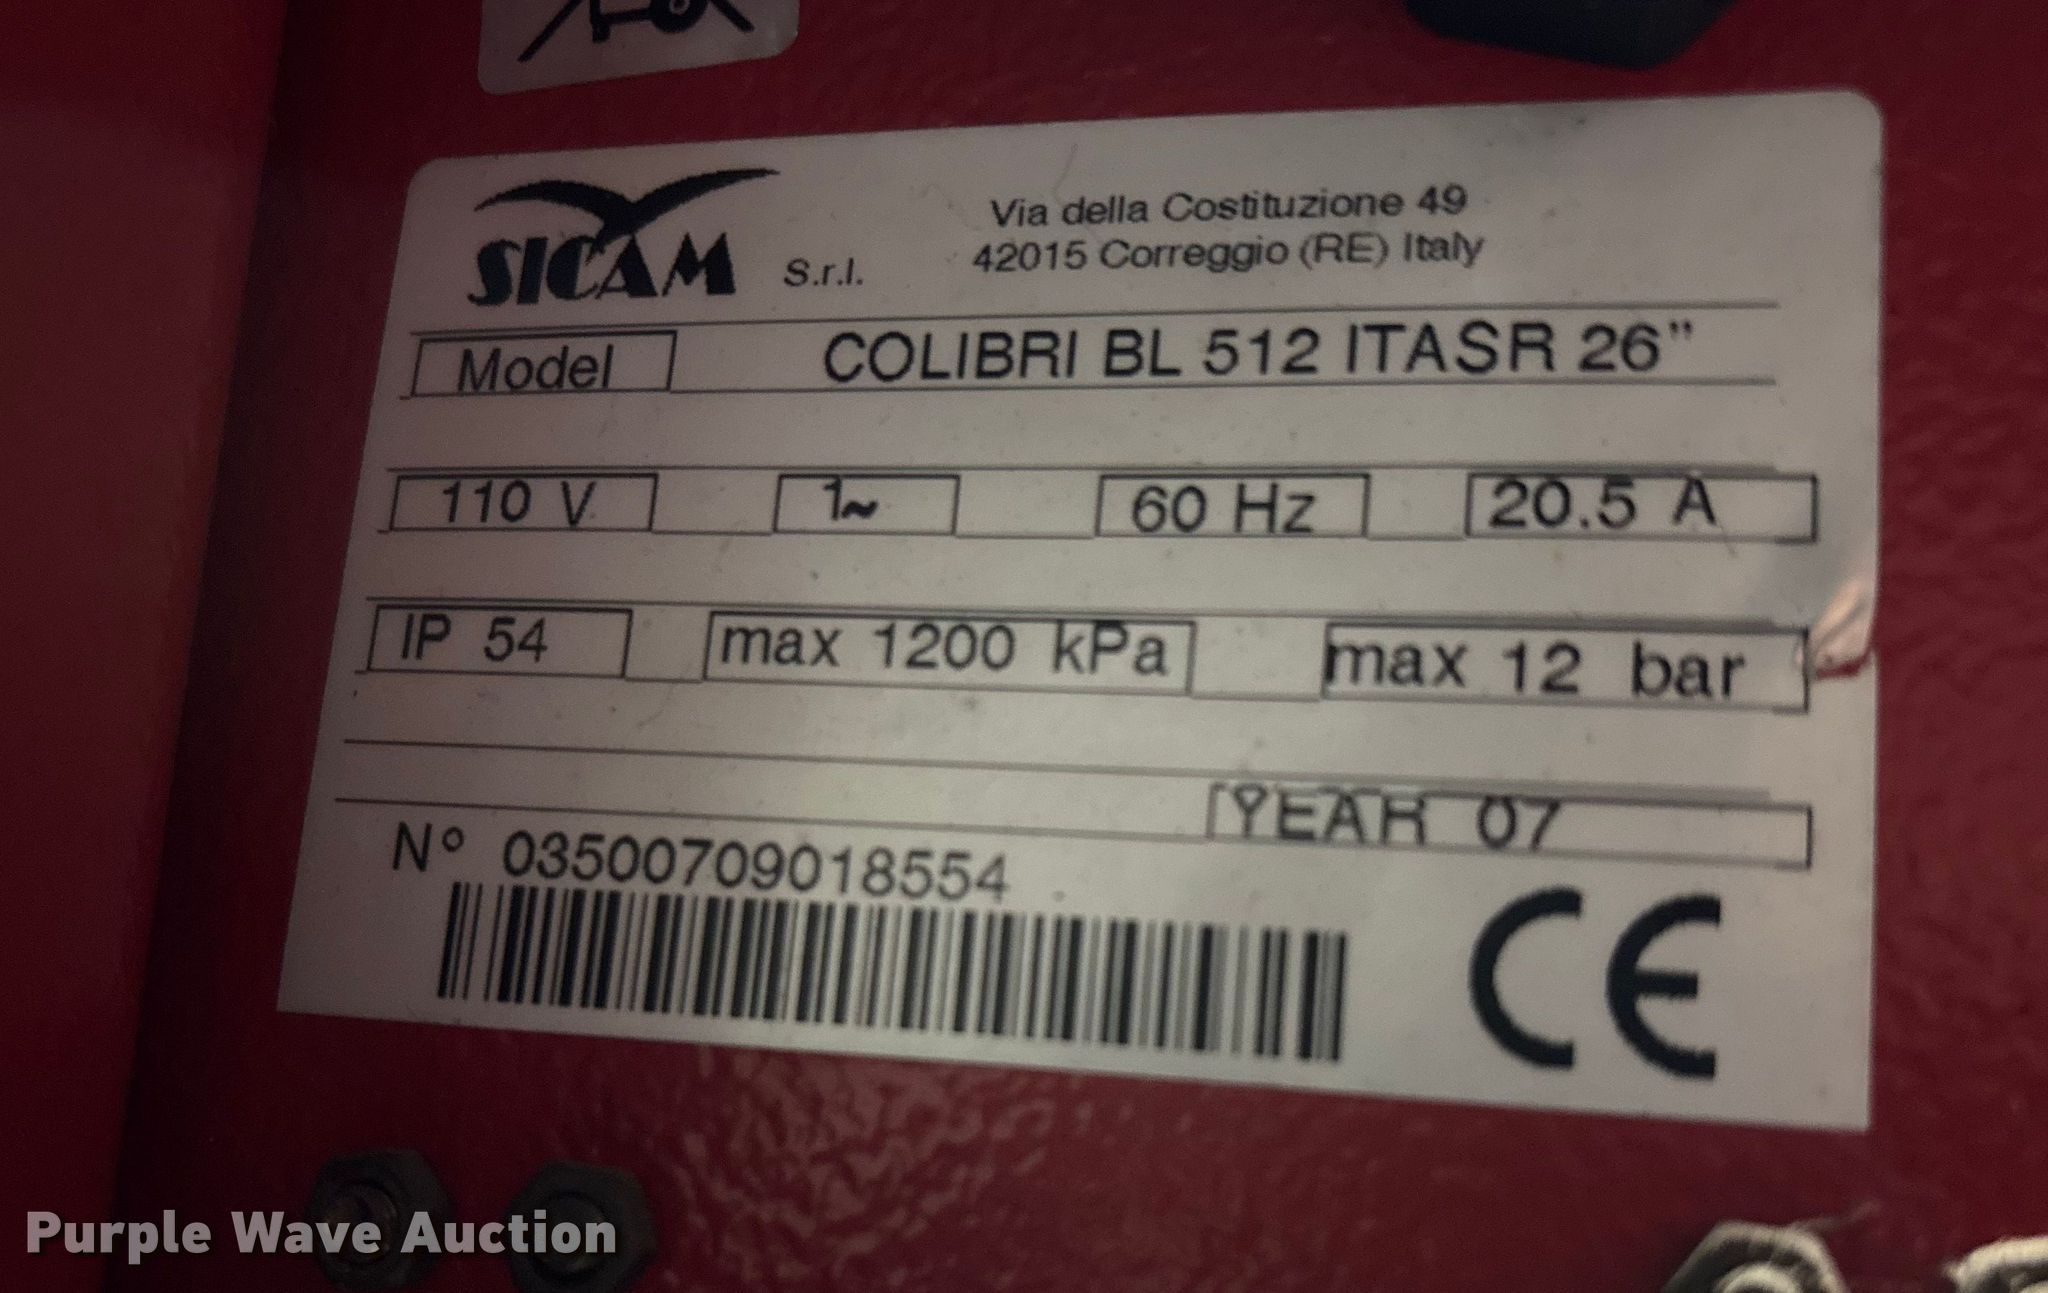 SICAM S.r.l.
Via della Costituzione 49
42015 Correggio (RE) Italy
Model COLIBRI BL 512 ITASR 26"
110 V 1~ 60 Hz 20.5 A
IP 54 max 1200 kPa max 12 bar
YEAR 07
N° 03500709018554
CE
Purple Wave Auction